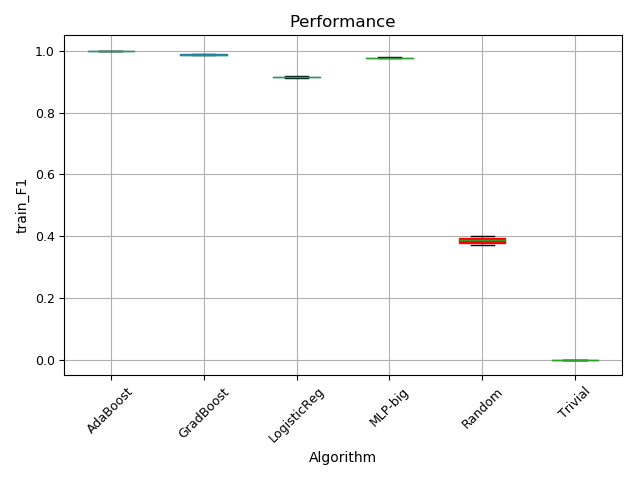 Performance
train_F1
1.0
0.8
0.6
0.4
0.2
0.0
AdaBoost
GradBoost
LogisticReg
MLP-big
Random
Trivial
Algorithm